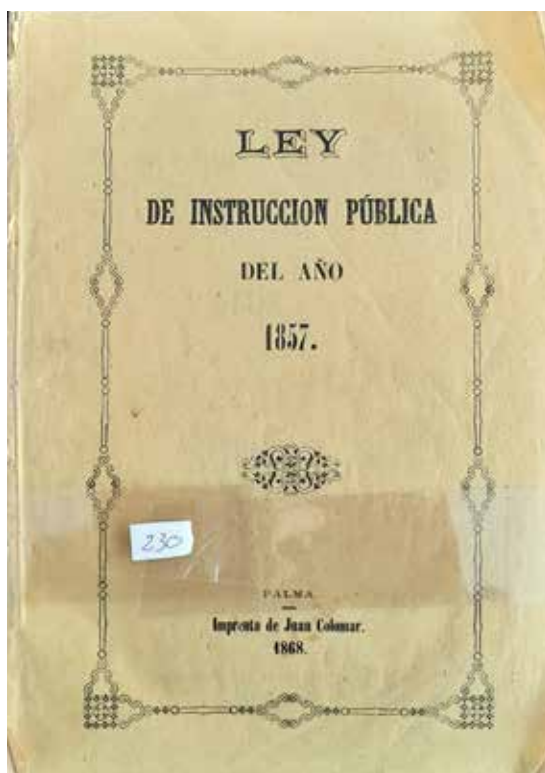 LEY
DE INSTRUCCION PÚBLICA
DEL AÑO
1857.
230
PALMA
Imprenta de Juan Colomar.
1868.